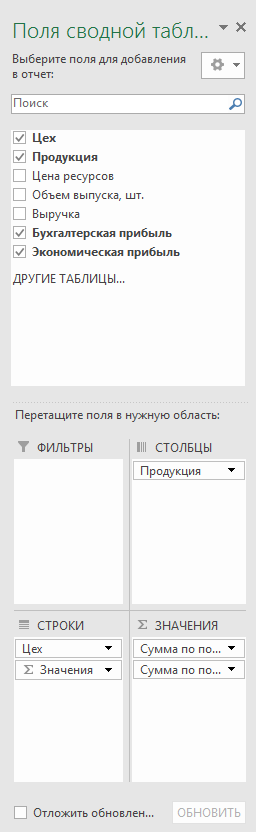 Поля сводной табл...
Выберите поля для добавления
в отчет:
Поиск
Цех
Продукция
Цена ресурсов
Объем выпуска, шт.
Выручка
Бухгалтерская прибыль
Экономическая прибыль
ДРУГИЕ ТАБЛИЦЫ...
Перетащите поля в нужную область:
ФИЛЬТРЫ
СТОЛБЦЫ
Продукция
СТРОКИ
Цех
Σ Значения
Σ ЗНАЧЕНИЯ
Сумма по по...
Сумма по по...
Отложить обновлен...
ОБНОВИТЬ